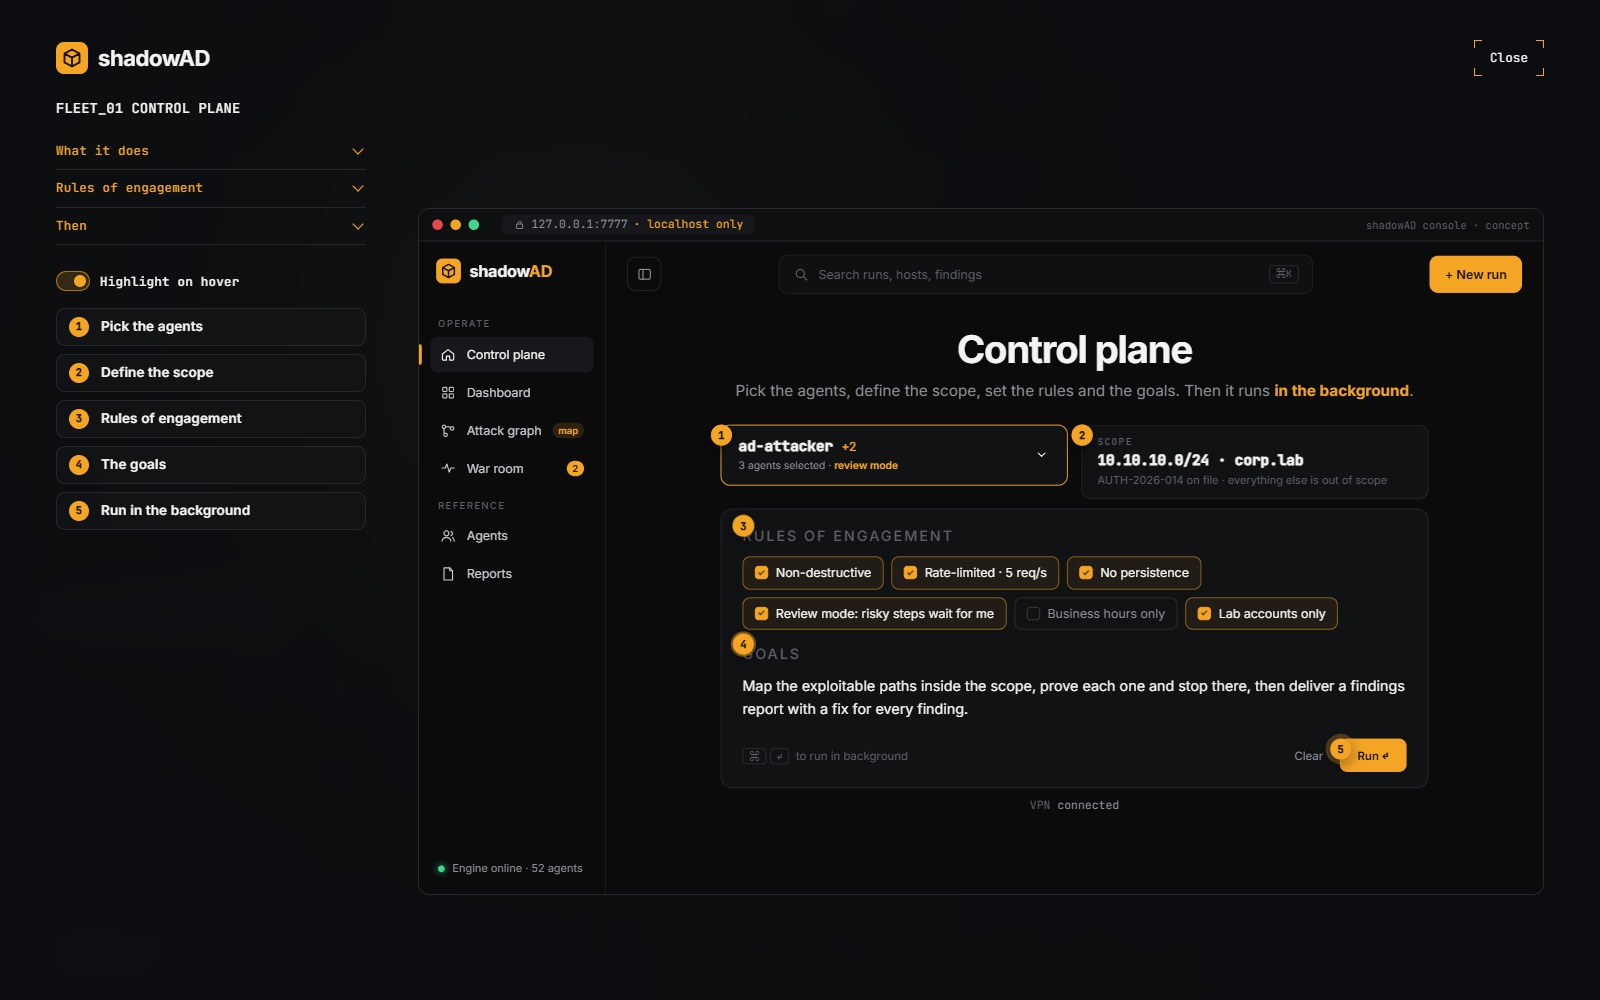 shadowAD
Close
FLEET_01 CONTROL PLANE
What it does
Rules of engagement
Then
Highlight on hover
1 Pick the agents
2 Define the scope
3 Rules of engagement
4 The goals
5 Run in the background
127.0.0.1:7777 · localhost only
shadowAD console · concept
shadowAD
Search runs, hosts, findings
⌘K
+ New run
OPERATE
Control plane
Dashboard
Attack graph map
War room 2
REFERENCE
Agents
Reports
Engine online · 52 agents
Control plane
Pick the agents, define the scope, set the rules and the goals. Then it runs in the background.
1
ad-attacker +2
3 agents selected · review mode
2
SCOPE
10.10.10.0/24 · corp.lab
AUTH-2026-014 on file · everything else is out of scope
3
RULES OF ENGAGEMENT
Non-destructive
Rate-limited · 5 req/s
No persistence
Review mode: risky steps wait for me
Business hours only
Lab accounts only
4
GOALS
Map the exploitable paths inside the scope, prove each one and stop there, then deliver a findings
report with a fix for every finding.
⌘ ↵ to run in background
Clear
5
Run ↵
VPN connected